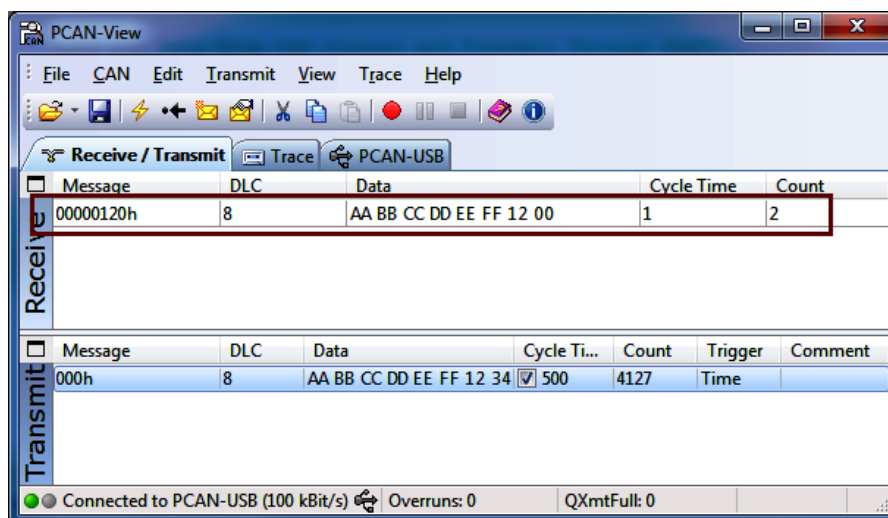 PCAN-View
File CAN Edit Transmit View Trace Help
Receive / Transmit Trace PCAN-USB
Message DLC Data Cycle Time Count
00000120h 8 AA BB CC DD EE FF 12 00 1 2
Receive
Message DLC Data Cycle Ti... Count Trigger Comment
000h 8 AA BB CC DD EE FF 12 34 500 4127 Time
Transmit
Connected to PCAN-USB (100 kBit/s) Overruns: 0 QXmtFull: 0